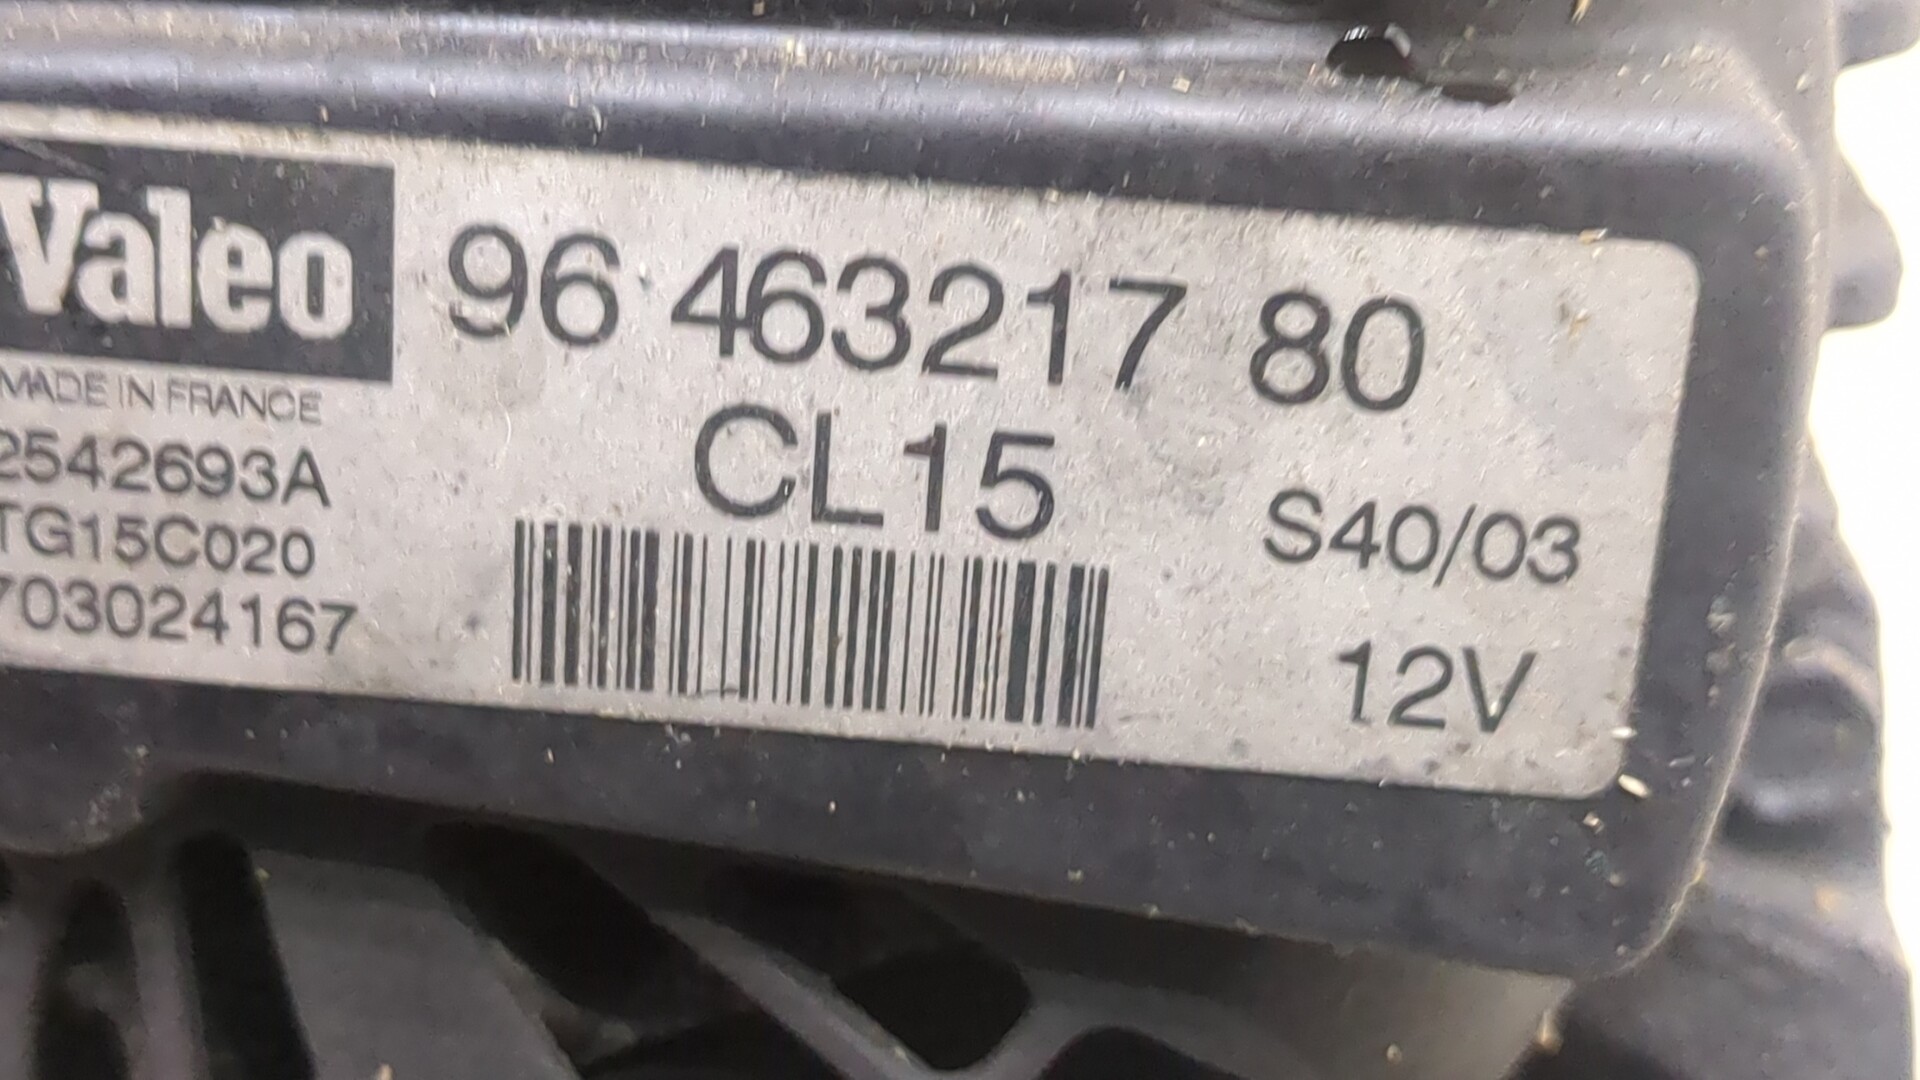 Valeo
96 463217 80
MADE IN FRANCE
CL15
2542693A
TG15C020
703024167
S40/03
12V